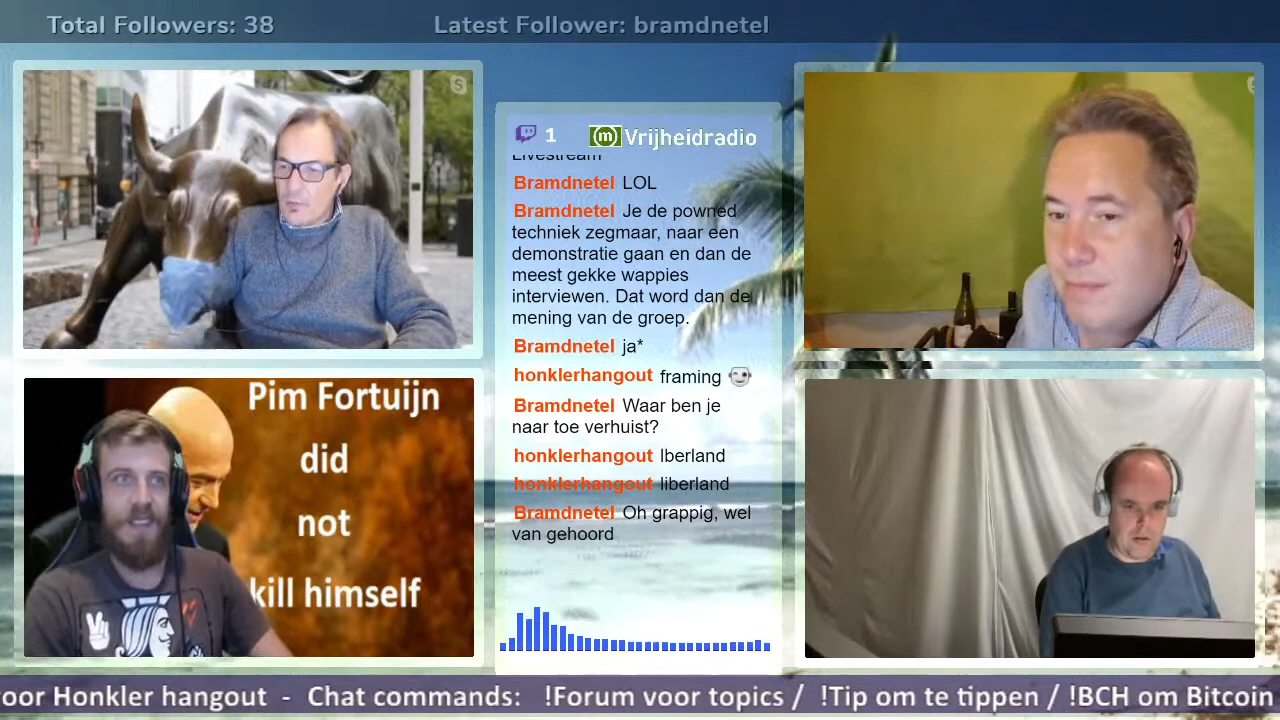 Total Followers: 38
Latest Follower: bramdnetel
1
(m) Vrijheidradio
Livestream
Bramdnetel LOL
Bramdnetel Je de powned
techniek zegmaar, naar een
demonstratie gaan en dan de
meest gekke wappies
interviewen. Dat word dan de
mening van de groep.
Bramdnetel ja*
honklerhangout framing
Bramdnetel Waar ben je
naar toe verhuist?
honklerhangout lberland
honklerhangout liberland
Bramdnetel Oh grappig, wel
van gehoord
Pim Fortuijn
did
not
kill himself
oor Honkler hangout - Chat commands: !Forum voor topics / !Tip om te tippen / !BCH om Bitcoin